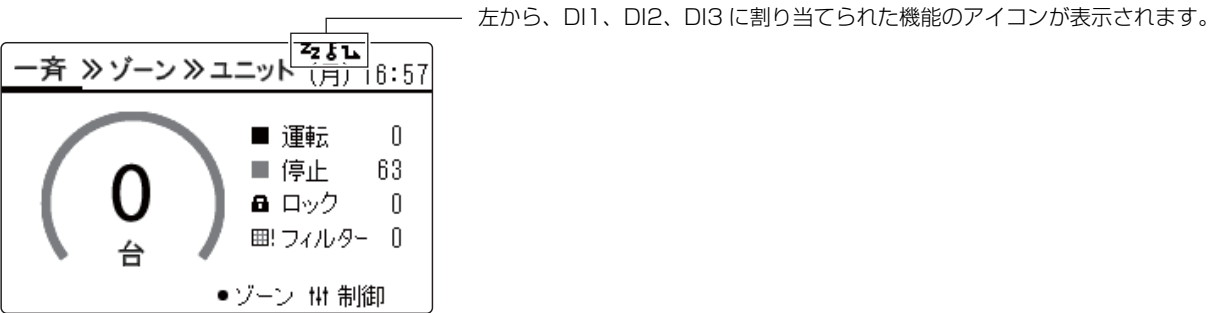 左から、DI1、DI2、DI3 に割り当てられた機能のアイコンが表示されます。
一斉 ≫ ゾーン ≫ ユニット (月) 16:57
0
台
■ 運転 0
■ 停止 63
ロック 0
フィルター 0
●ゾーン 制御